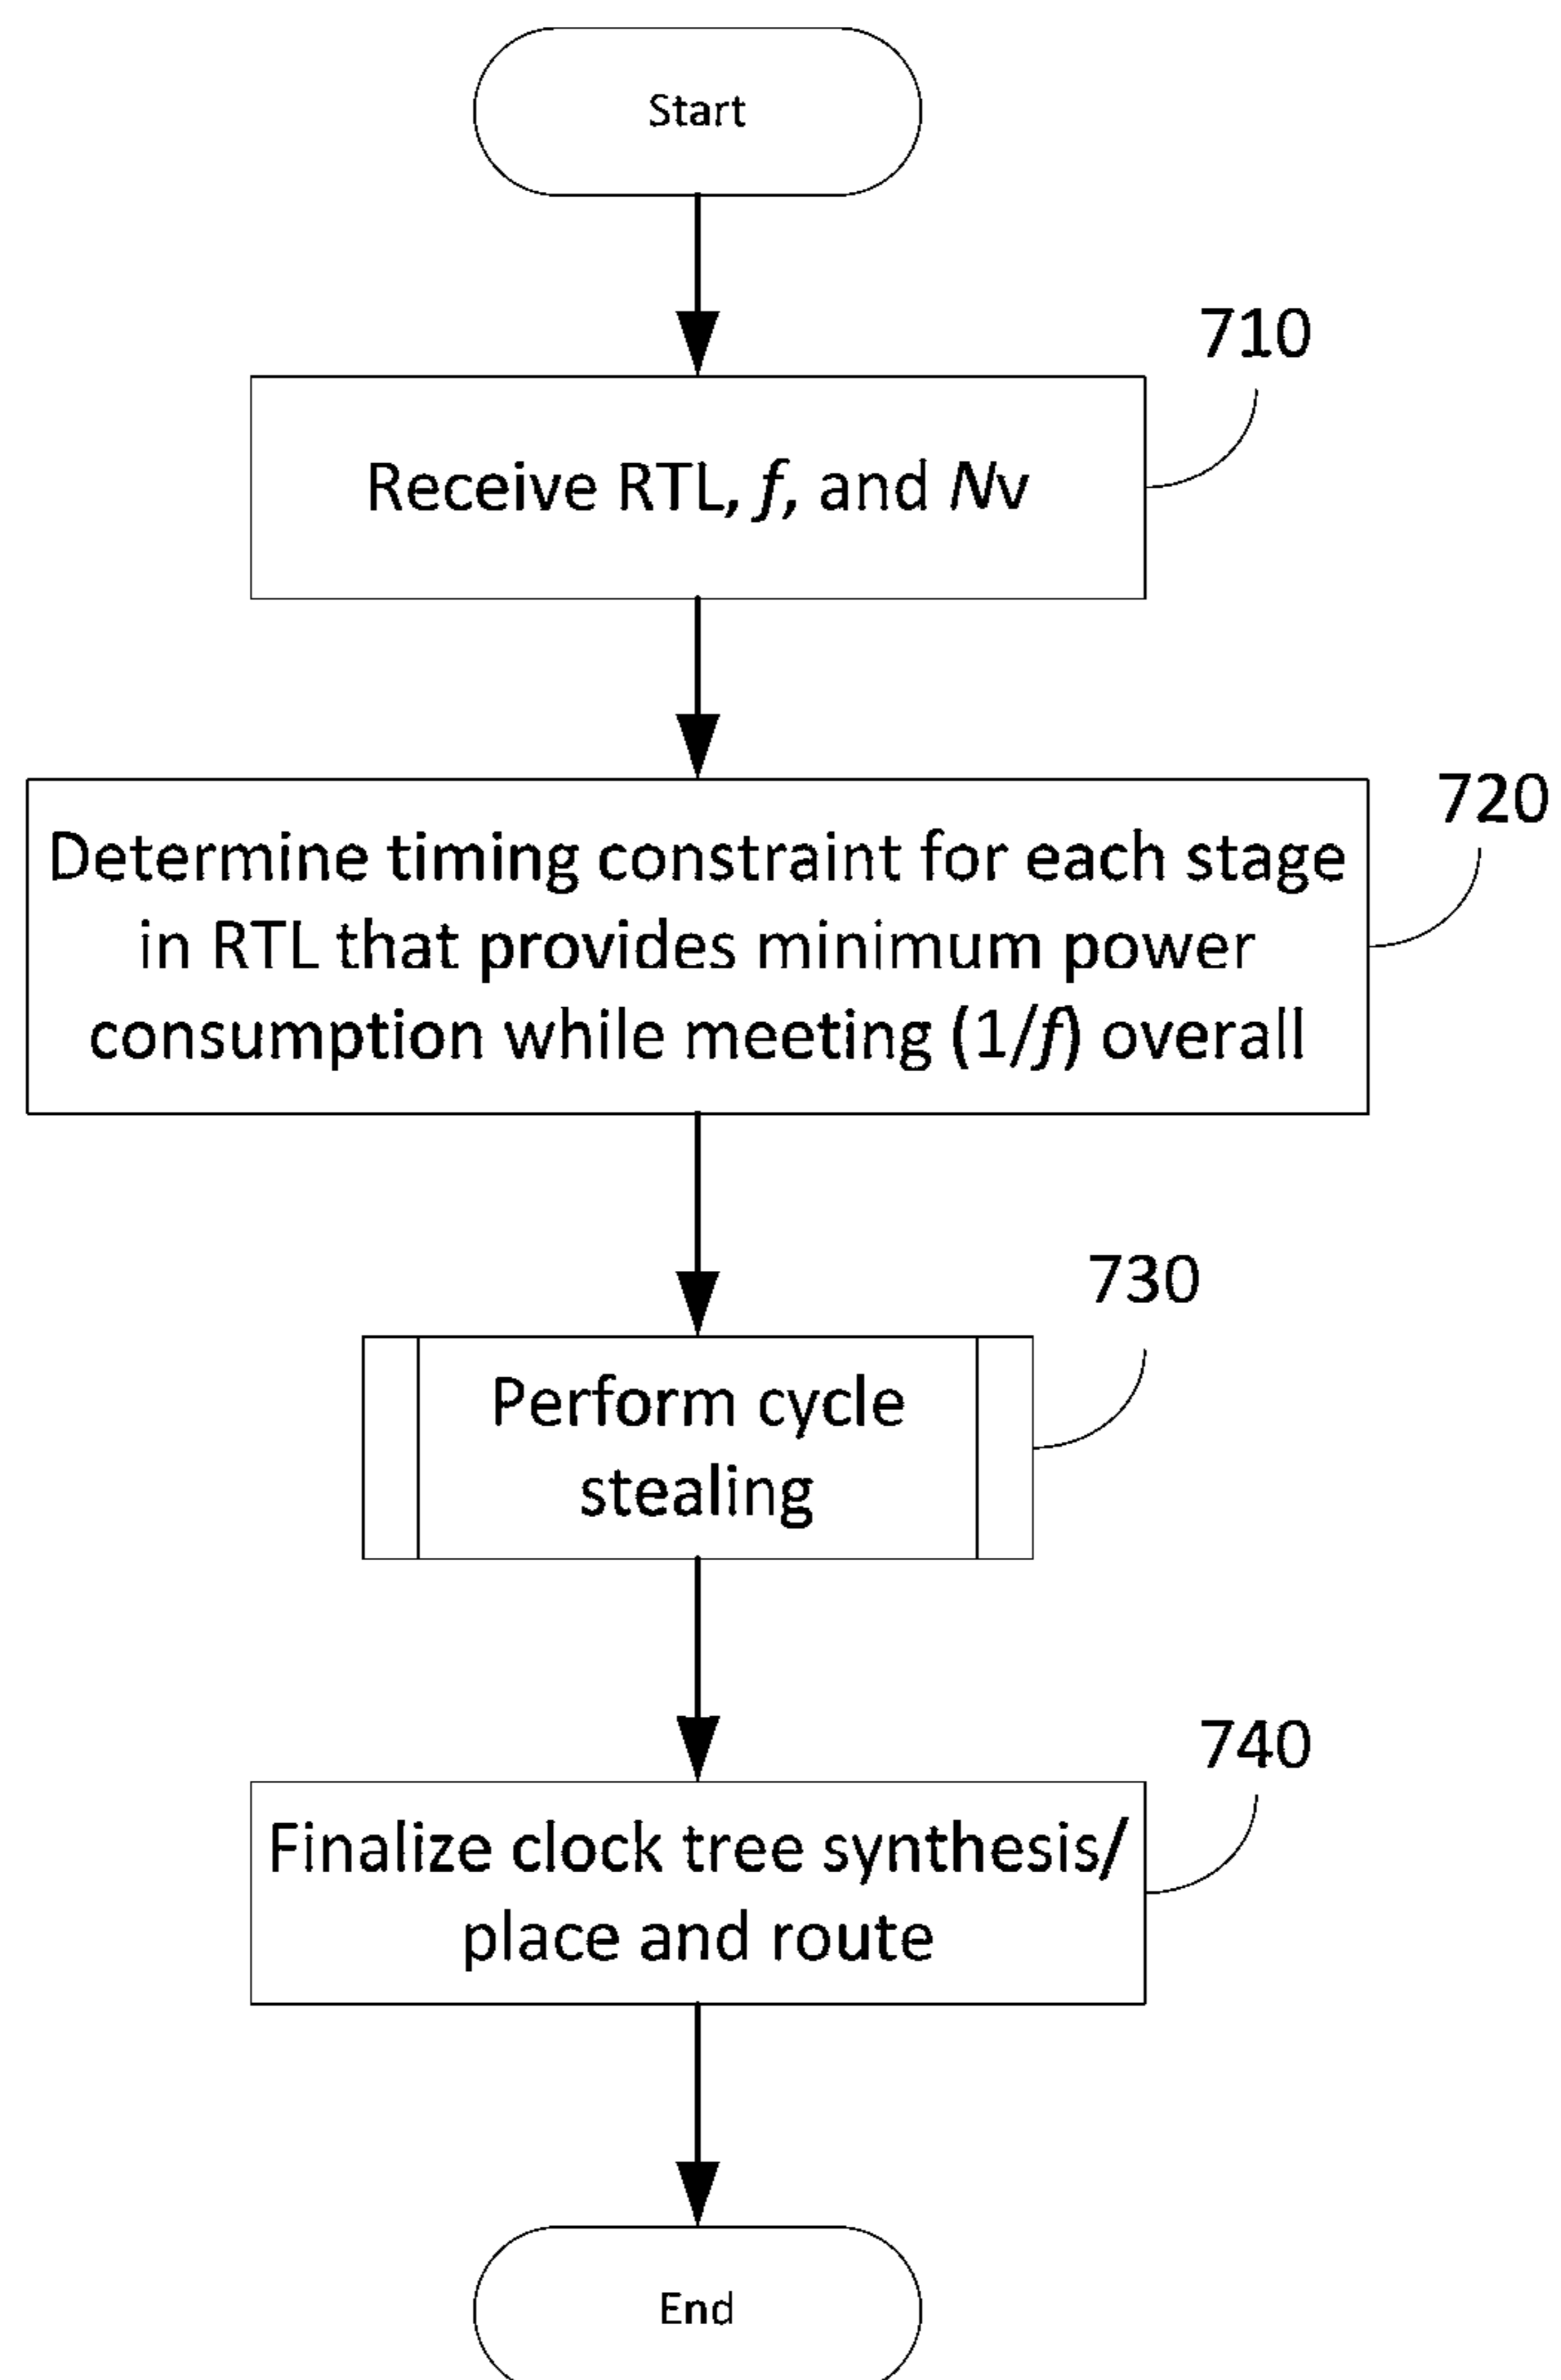 Start
710
Receive RTL, f, and Nv
720
Determine timing constraint for each stage
in RTL that provides minimum power
consumption while meeting (1/f) overall
730
Perform cycle
stealing
740
Finalize clock tree synthesis/
place and route
End